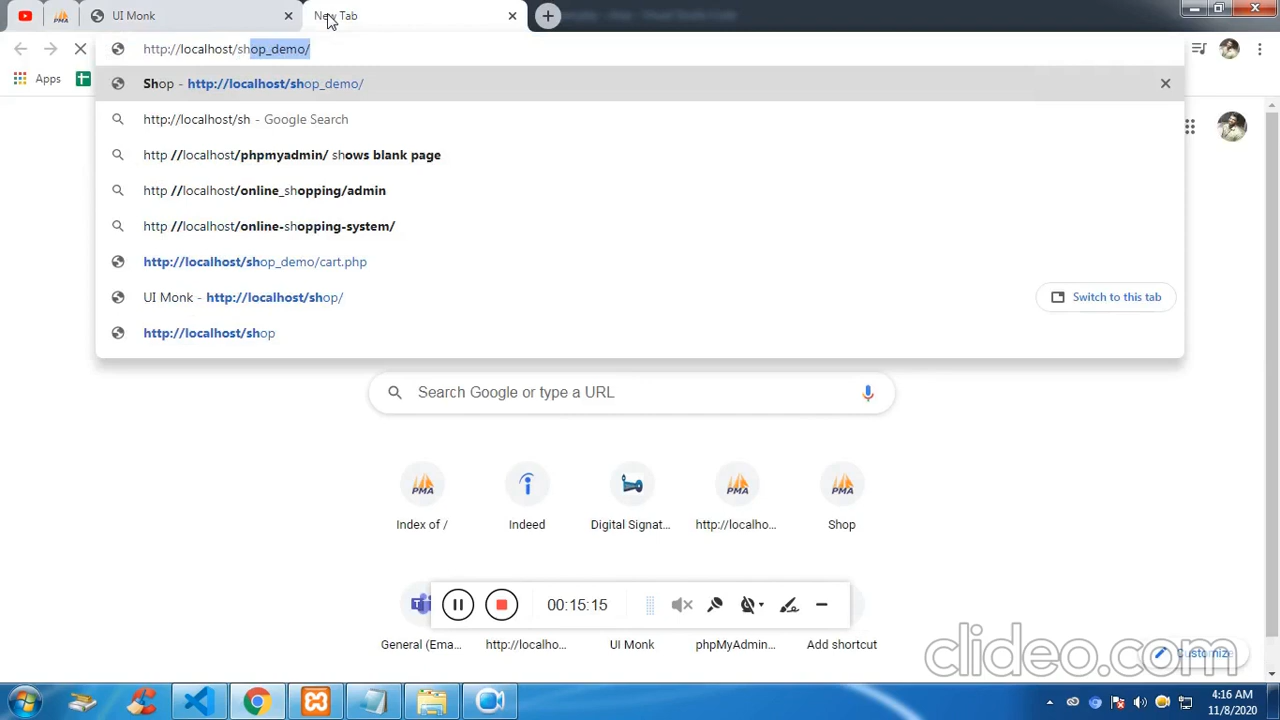 UI Monk
New Tab
http://localhost/shop_demo/
Apps
Shop - http://localhost/shop_demo/
http://localhost/sh - Google Search
http //localhost/phpmyadmin/ shows blank page
http //localhost/online_shopping/admin
http //localhost/online-shopping-system/
http://localhost/shop_demo/cart.php
UI Monk - http://localhost/shop/
Switch to this tab
http://localhost/shop
Search Google or type a URL
PMA
PMA
PMA
Index of /
Indeed
Digital Signat...
http://localho...
Shop
00:15:15
General (Ema...
http://localho...
UI Monk
phpMyAdmin...
Add shortcut
Customize
clideo.com
4:16 AM
11/8/2020